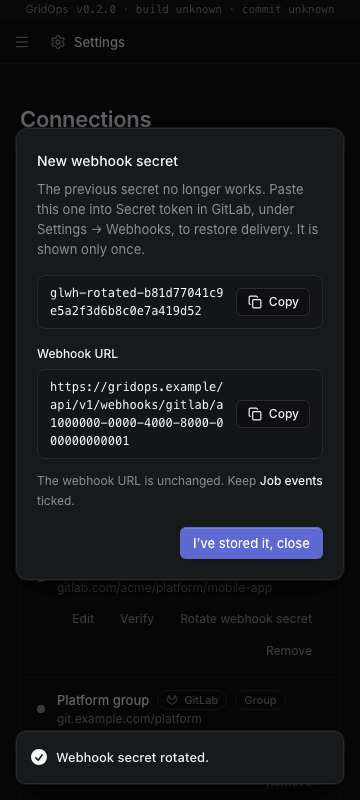 GridOps v0.2.0 · build unknown · commit unknown
Settings
Connections
New webhook secret
The previous secret no longer works. Paste
this one into Secret token in GitLab, under
Settings → Webhooks, to restore delivery. It is
shown only once.
glwh-rotated-b81d77041c9
e5a2f3d6b8c0e7a419d52
Copy
Webhook URL
https://gridops.example/
api/v1/webhooks/gitlab/a
1000000-0000-4000-8000-0
00000000001
Copy
The webhook URL is unchanged. Keep Job events
ticked.
I've stored it, close
gitlab.com/acme/platform/mobile-app
Edit Verify Rotate webhook secret
Remove
Platform group GitLab Group
git.example.com/platform
Webhook secret rotated.
Remove